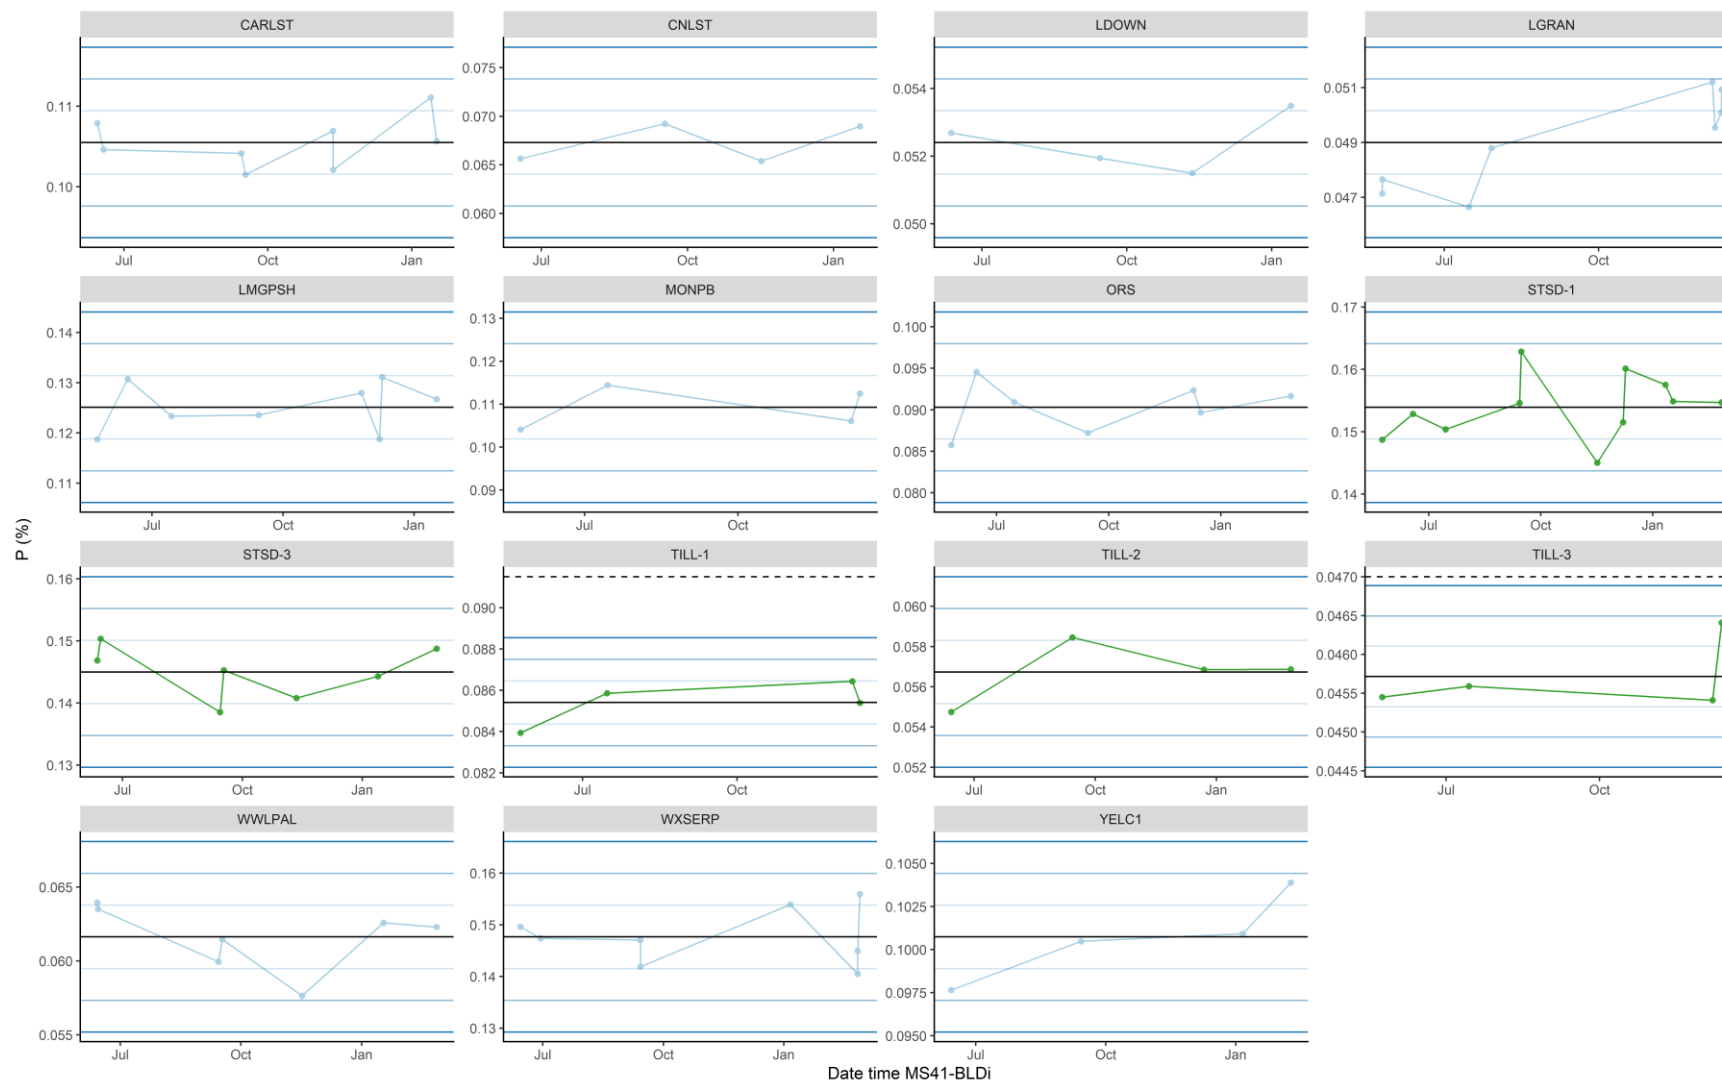 CARLST CNLST LDOWN LGRAN
0.11
0.10
Jul Oct Jan
0.075
0.070
0.065
0.060
Jul Oct Jan
0.054
0.052
0.050
Jul Oct Jan
0.051
0.049
0.047
Jul Oct
LMGPSH MONPB ORS STSD-1
0.14
0.13
0.12
0.11
Jul Oct Jan
0.13
0.12
0.11
0.10
0.09
Jul Oct
0.100
0.095
0.090
0.085
0.080
Jul Oct Jan
0.17
0.16
0.15
0.14
Jul Oct Jan
P (%)
STSD-3 TILL-1 TILL-2 TILL-3
0.16
0.15
0.14
0.13
Jul Oct Jan
0.090
0.088
0.086
0.084
0.082
Jul Oct
0.060
0.058
0.056
0.054
0.052
Jul Oct Jan
0.0470
0.0465
0.0460
0.0455
0.0450
0.0445
Jul Oct
WWLPAL WXSERP YELC1
0.065
0.060
0.055
Jul Oct Jan
0.16
0.15
0.14
0.13
Jul Oct Jan
0.1050
0.1025
0.1000
0.0975
0.0950
Jul Oct Jan
Date time MS41-BLDi